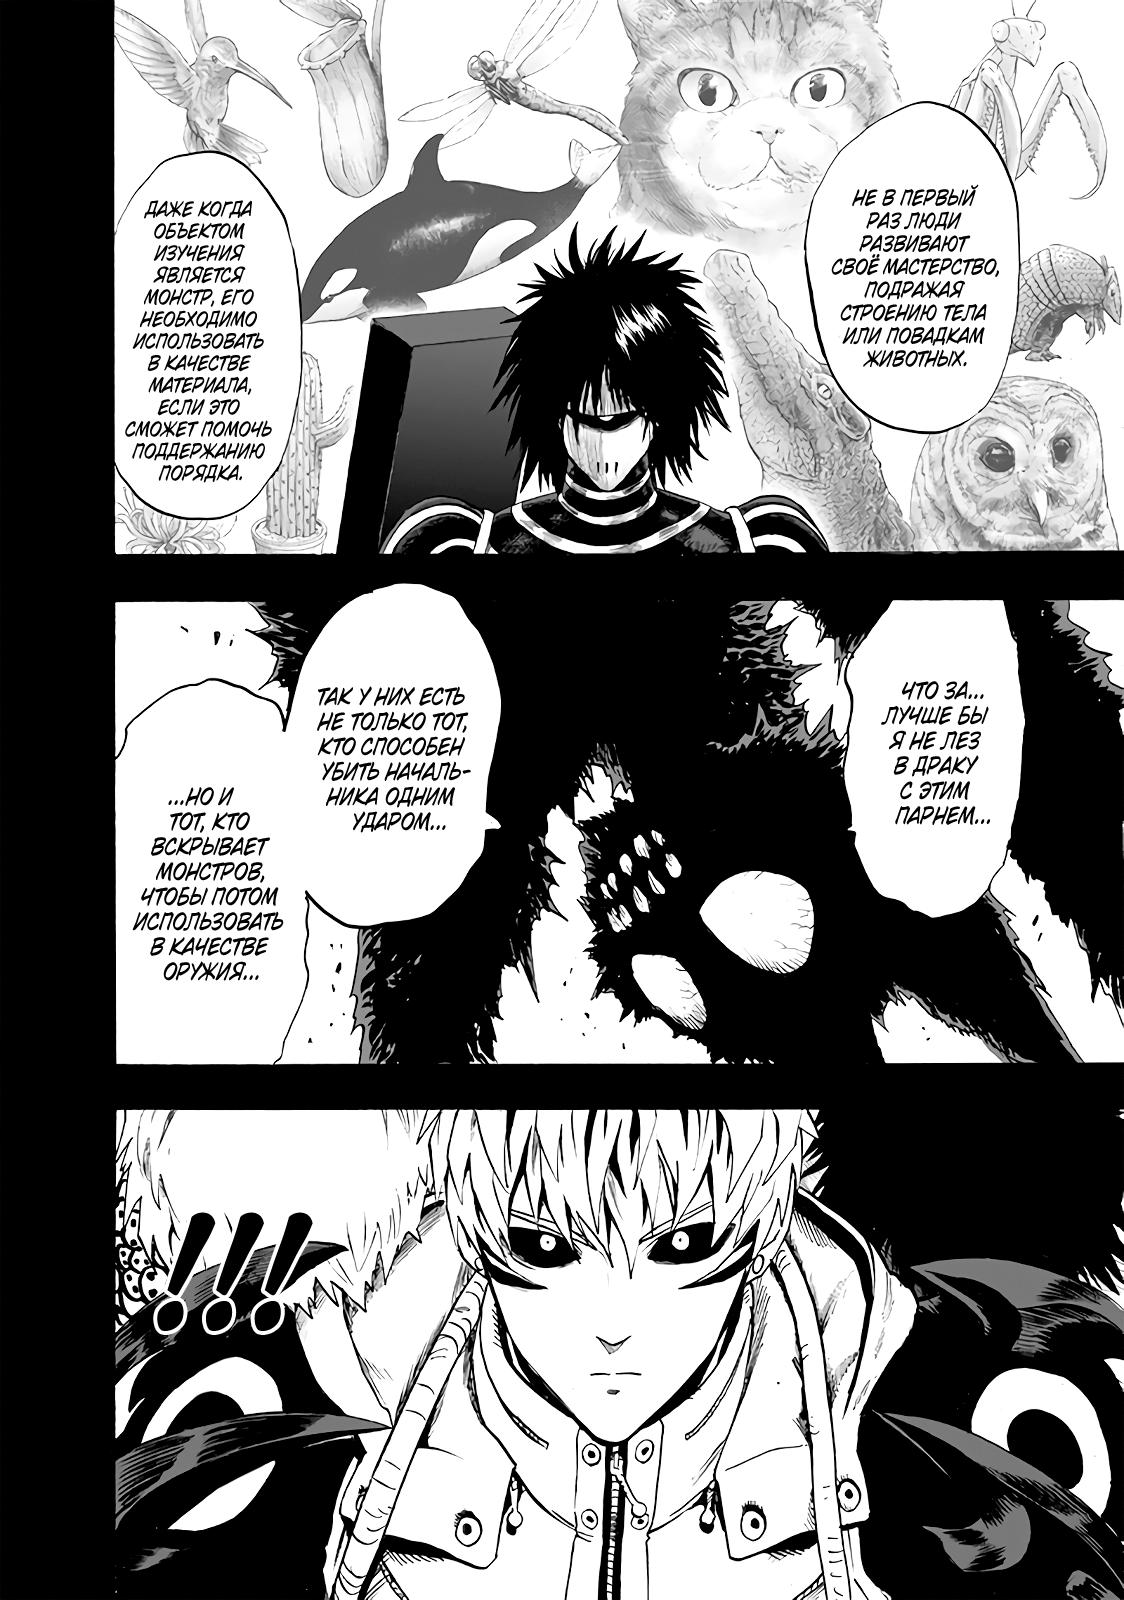 НЕ В ПЕРВЫЙ
РАЗ ЛЮДИ
РАЗВИВАЮТ
СВОЁ МАСТЕРСТВО,
ПОДРАЖАЯ
СТРОЕНИЮ ТЕЛА
ИЛИ ПОВАДКАМ
ЖИВОТНЫХ.
ДАЖЕ КОГДА
ОБЪЕКТОМ
ИЗУЧЕНИЯ
ЯВЛЯЕТСЯ
МОНСТР, ЕГО
НЕОБХОДИМО
ИСПОЛЬЗОВАТЬ
В КАЧЕСТВЕ
МАТЕРИАЛА,
ЕСЛИ ЭТО
СМОЖЕТ ПОМОЧЬ
ПОДДЕРЖАНИЮ
ПОРЯДКА.
ЧТО ЗА...
ЛУЧШЕ БЫ
Я НЕ ЛЕЗ
В ДРАКУ
С ЭТИМ
ПАРНЕМ...
ТАК У НИХ ЕСТЬ
НЕ ТОЛЬКО ТОТ,
КТО СПОСОБЕН
УБИТЬ НАЧАЛЬ-
НИКА ОДНИМ
УДАРОМ...
...НО И
ТОТ, КТО
ВСКРЫВАЕТ
МОНСТРОВ,
ЧТОБЫ ПОТОМ
ИСПОЛЬЗОВАТЬ
В КАЧЕСТВЕ
ОРУЖИЯ...
!!!